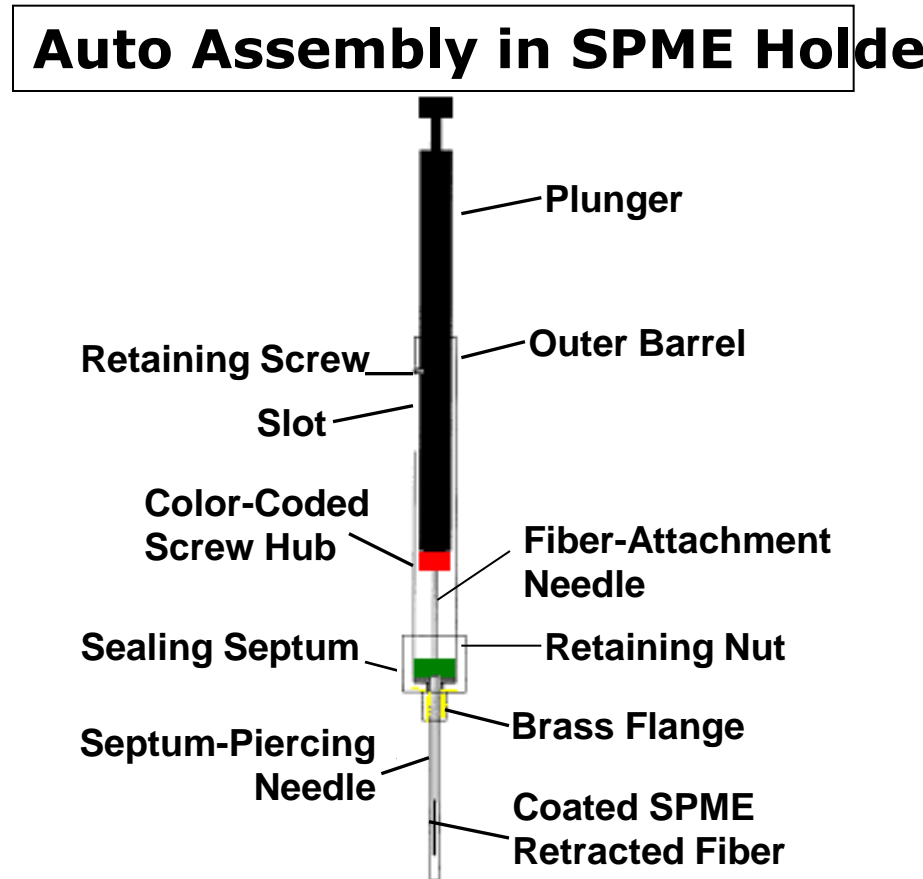 Auto Assembly in SPME Holde
Plunger
Outer Barrel
Retaining Screw
Slot
Color-Coded
Screw Hub
Fiber-Attachment
Needle
Sealing Septum
Retaining Nut
Brass Flange
Septum-Piercing
Needle
Coated SPME
Retracted Fiber